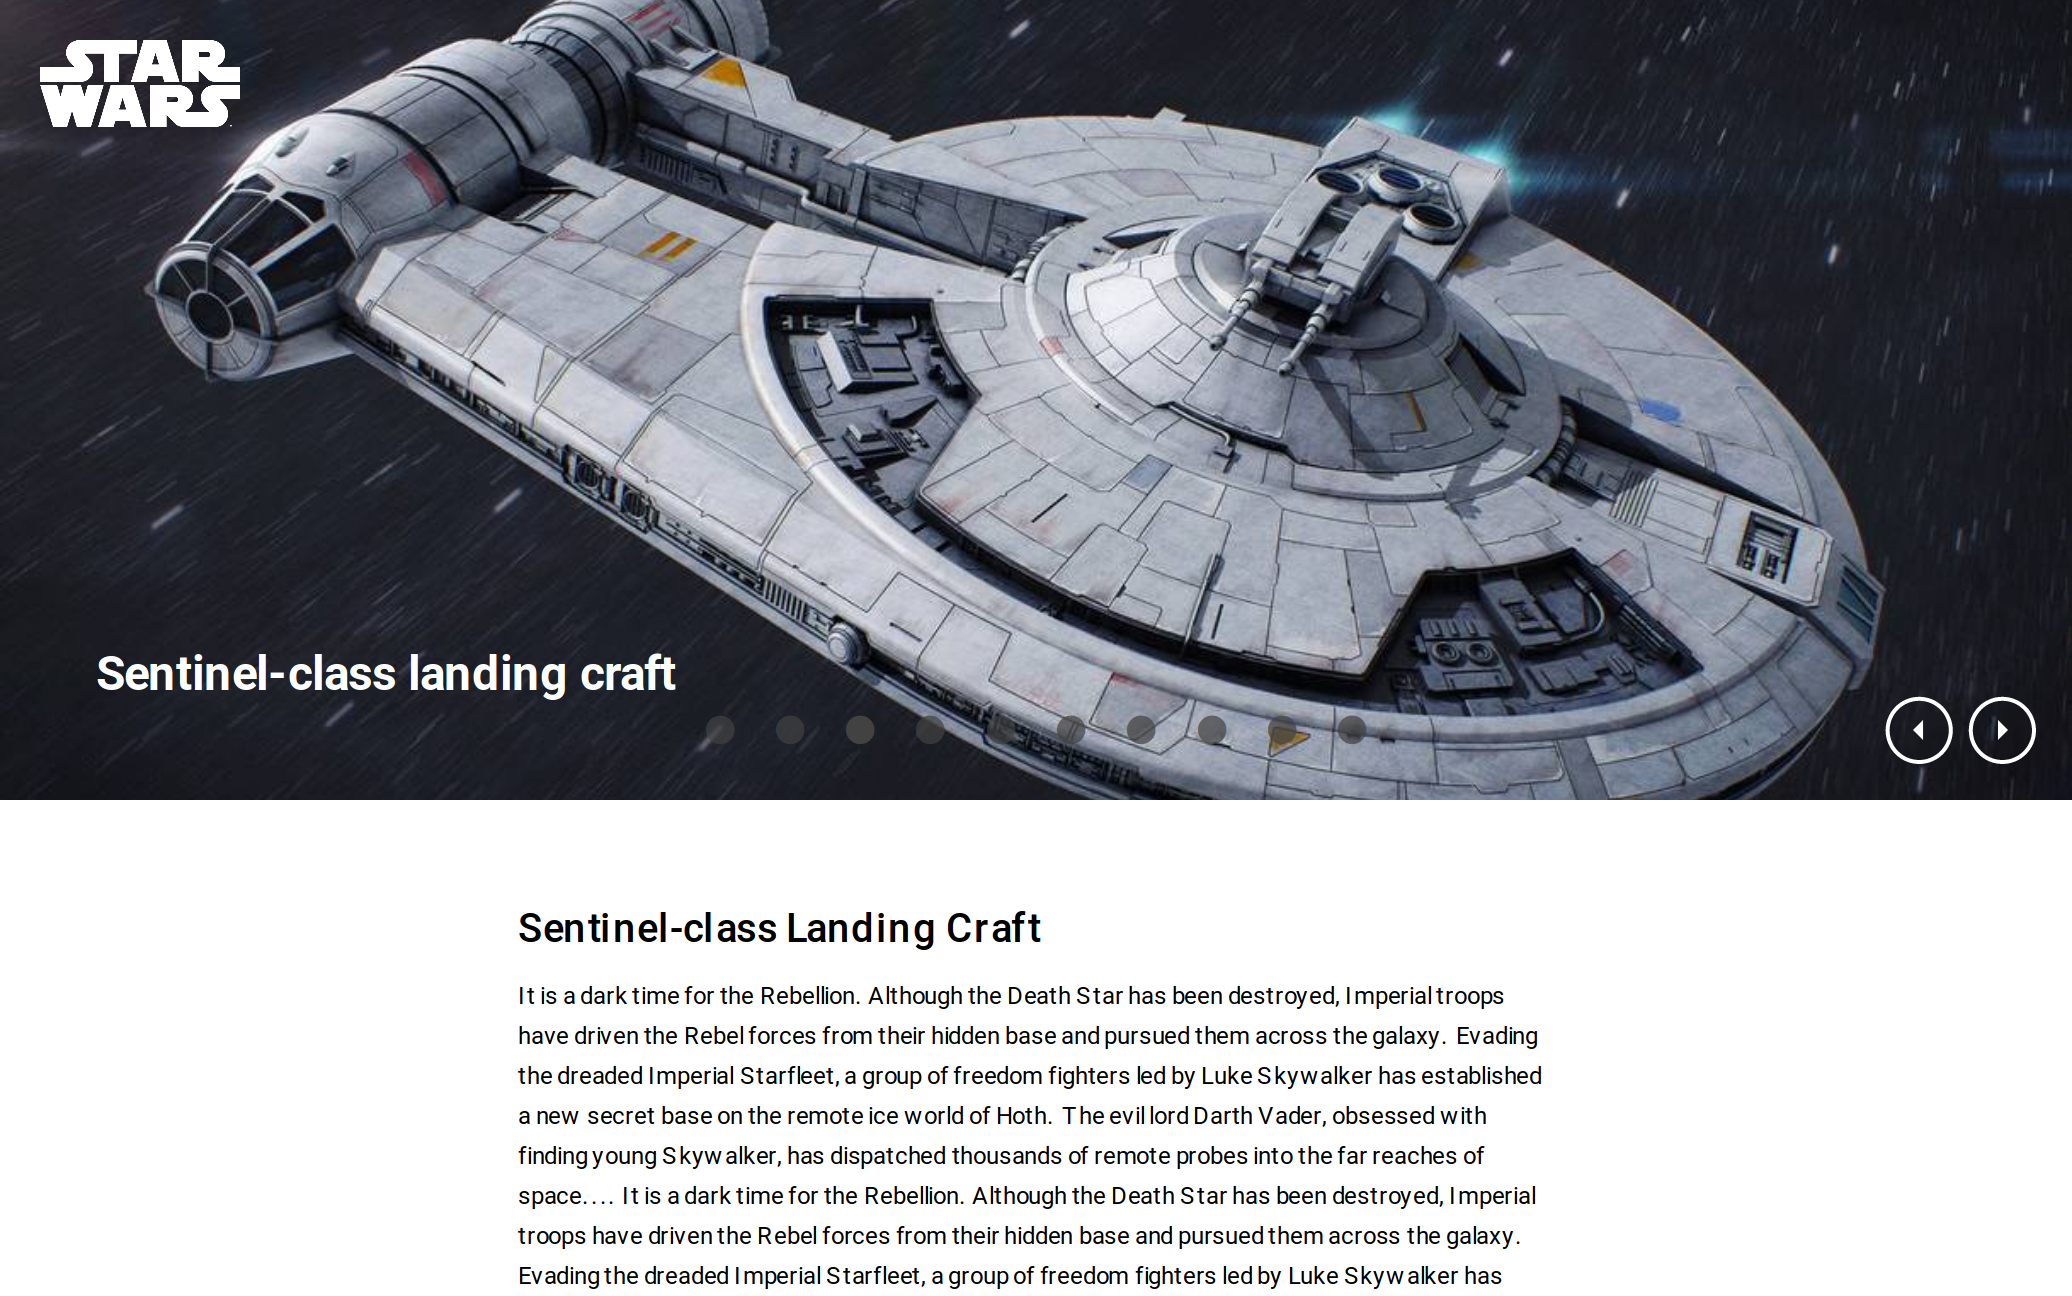 STAR
WARS
Sentinel-class landing craft
Sentinel-class Landing Craft
It is a dark time for the Rebellion. Although the Death Star has been destroyed, Imperial troops
have driven the Rebel forces from their hidden base and pursued them across the galaxy. Evading
the dreaded Imperial Starfleet, a group of freedom fighters led by Luke Skywalker has established
a new secret base on the remote ice world of Hoth. The evil lord Darth Vader, obsessed with
finding young Skywalker, has dispatched thousands of remote probes into the far reaches of
space.... It is a dark time for the Rebellion. Although the Death Star has been destroyed, Imperial
troops have driven the Rebel forces from their hidden base and pursued them across the galaxy.
Evading the dreaded Imperial Starfleet, a group of freedom fighters led by Luke Skywalker has